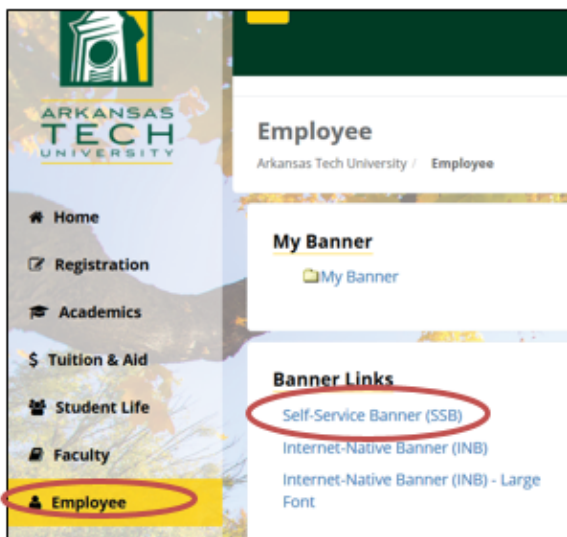 ARKANSAS
TECH
UNIVERSITY
Home
Registration
Academics
$ Tuition & Aid
Student Life
Faculty
Employee
Employee
Arkansas Tech University / Employee
My Banner
My Banner
Banner Links
Self-Service Banner (SSB)
Internet-Native Banner (INB)
Internet-Native Banner (INB) - Large
Font